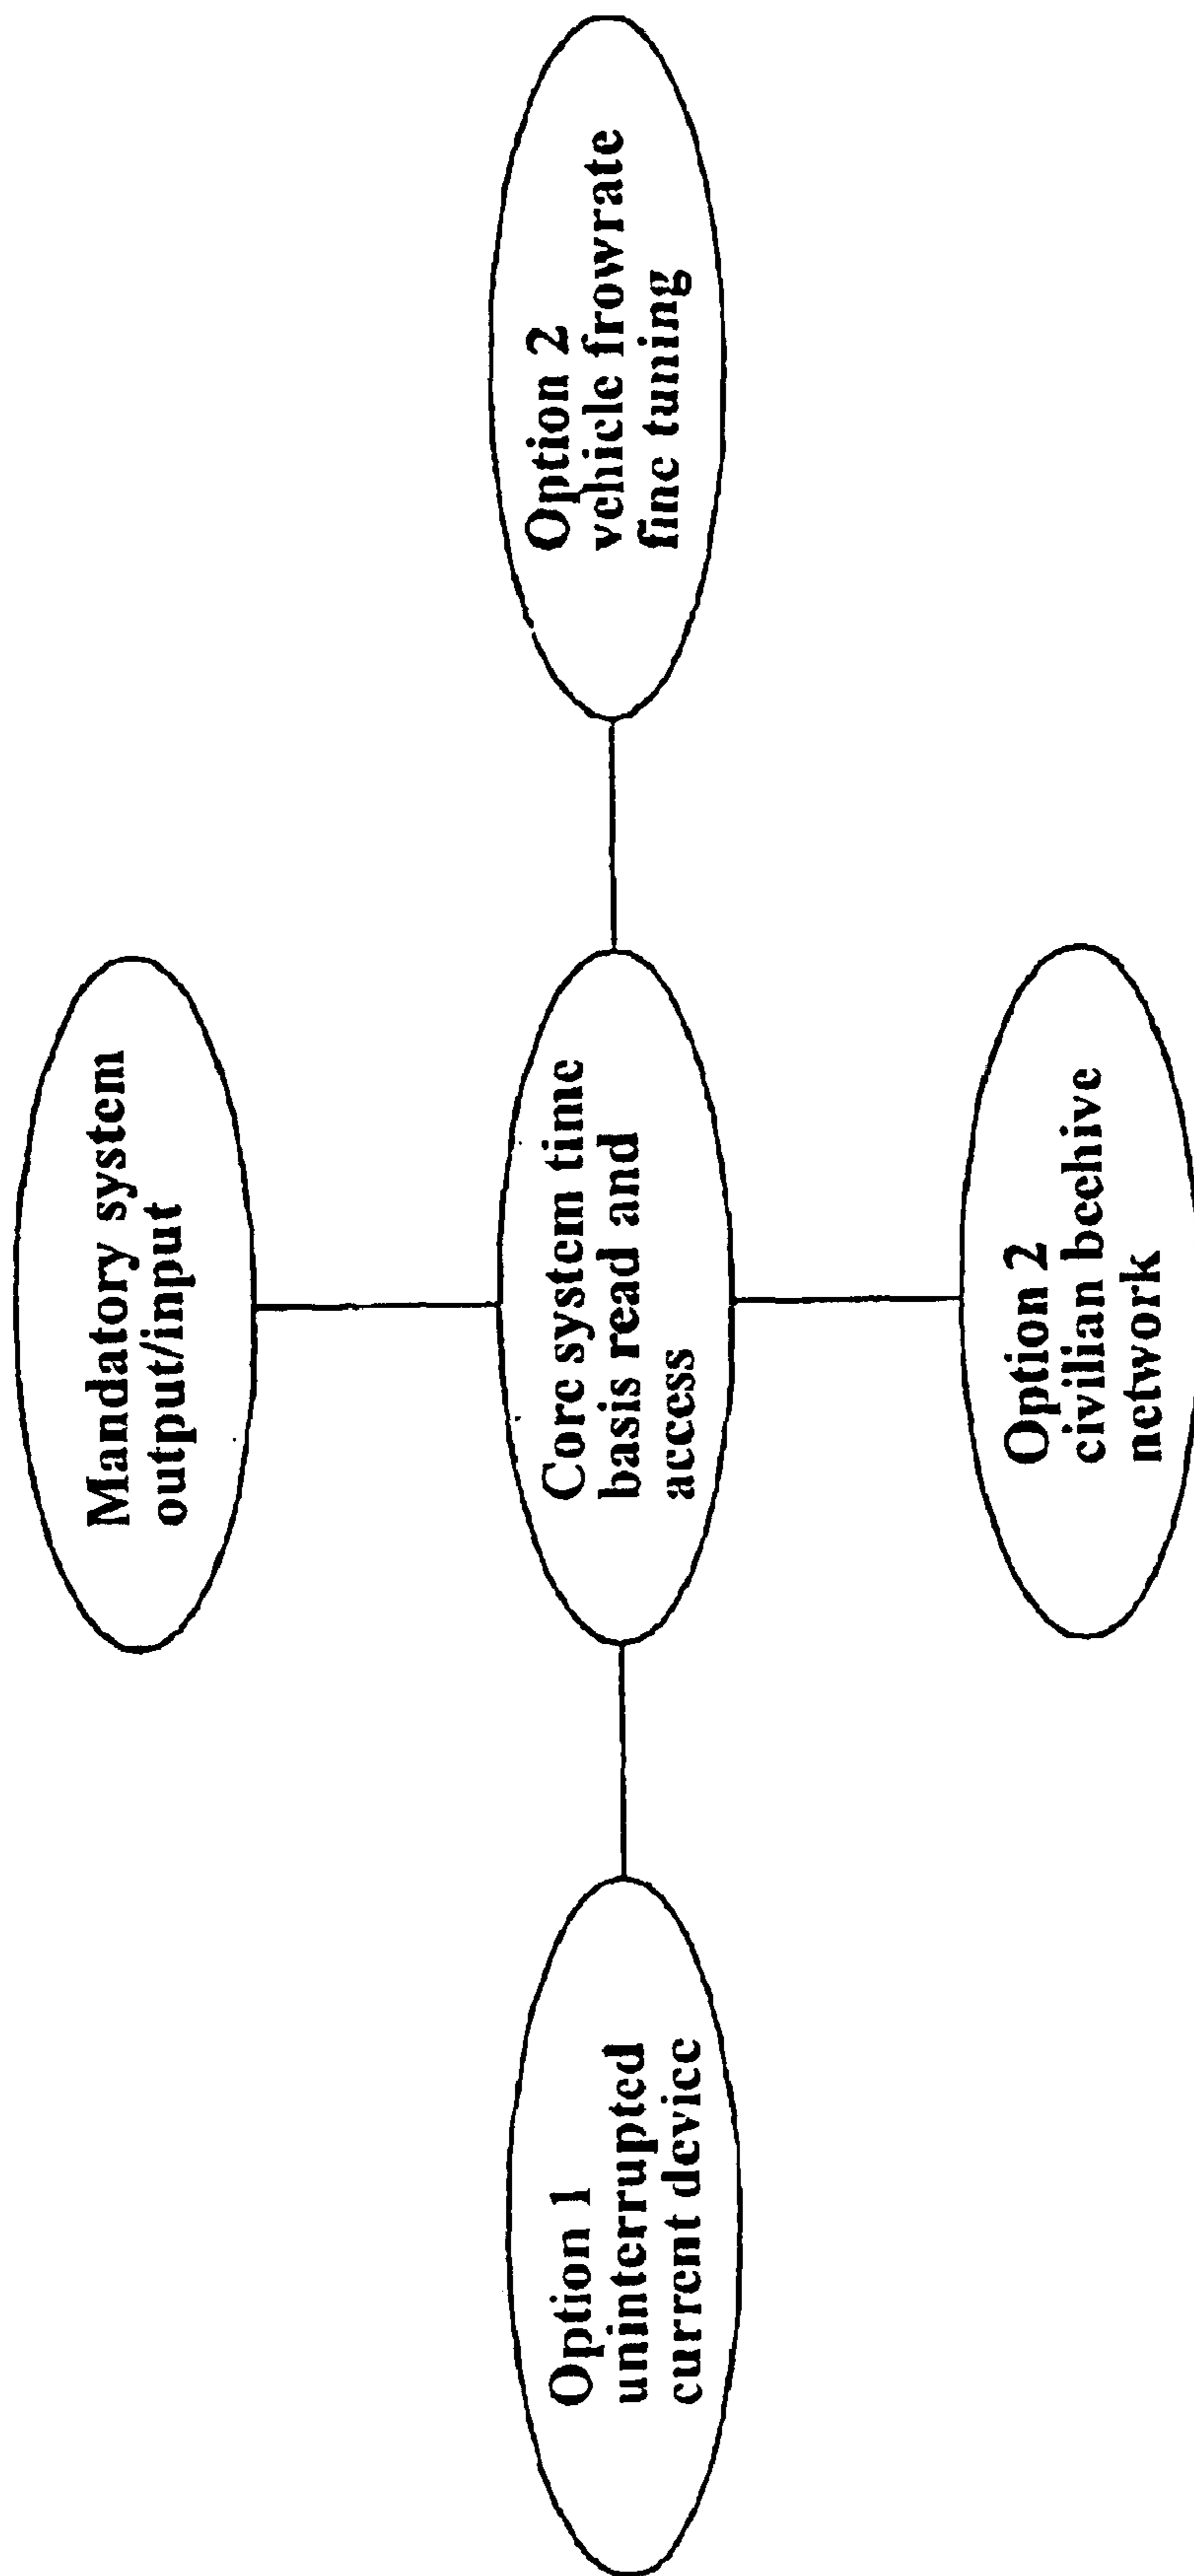 Mandatory system
output/input
Option 1
uninterrupted
current device
Core system time
basis read and
access
Option 2
vehicle frowrate
fine tuning
Option 2
civilian beehive
network